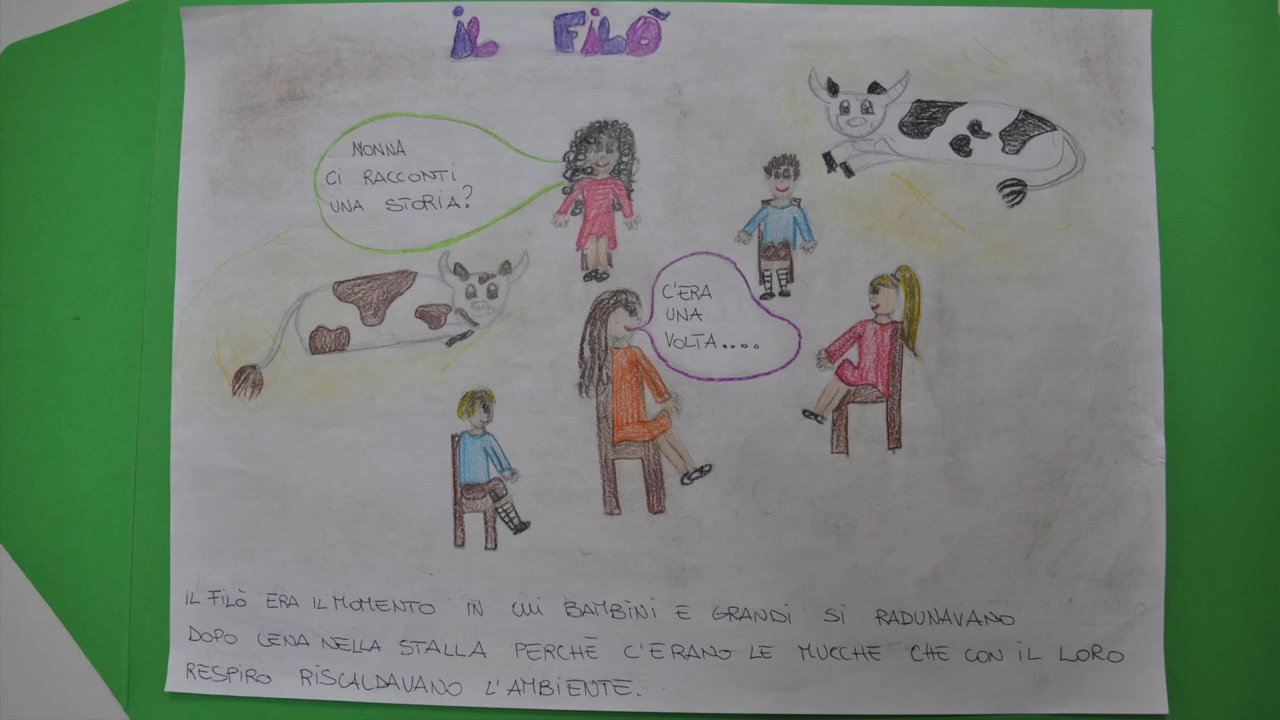 IL FILÒ
NONNA
CI RACCONTI
UNA STORIA?
C'ERA
UNA
VOLTA....
IL FILÒ ERA IL MOMENTO IN CUI BAMBINI E GRANDI SI RADUNAVANO
DOPO CENA NELLA STALLA PERCHÉ C'ERANO LE MUCCHE CHE CON IL LORO
RESPIRO RISCALDAVANO L'AMBIENTE.